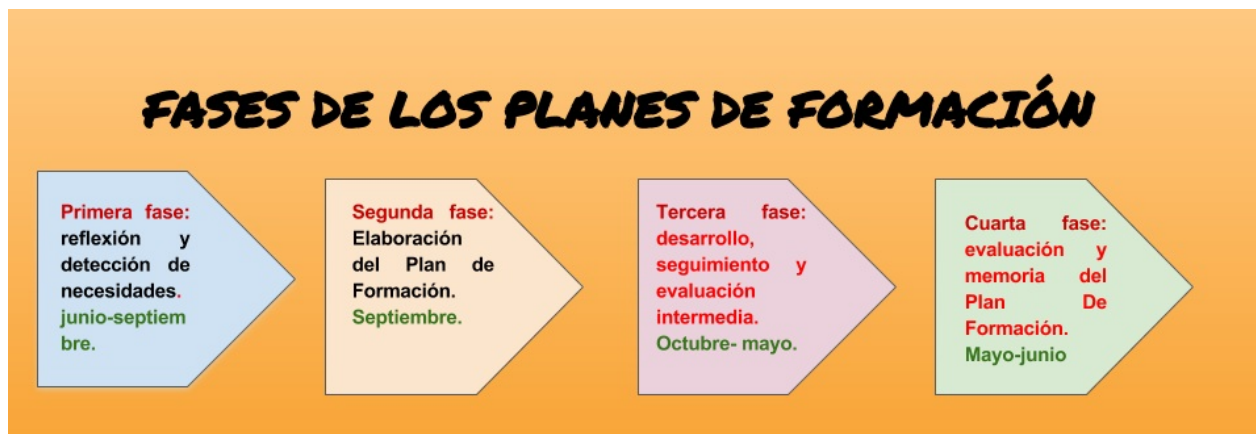 FASES DE LOS PLANES DE FORMACIÓN
Primera fase:
reflexión y
detección de
necesidades.
junio-septiem
bre.
Segunda fase:
Elaboración
del Plan de
Formación.
Septiembre.
Tercera fase:
desarrollo,
seguimiento y
evaluación
intermedia.
Octubre- mayo.
Cuarta fase:
evaluación y
memoria del
Plan De
Formación.
Mayo-junio